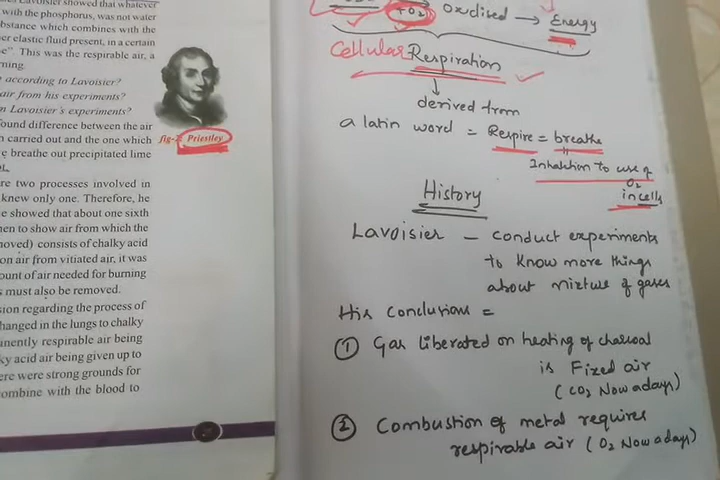 Lavoisier showed that whatever
with the phosphorus, was not water
bstance which combines with the
er elastic fluid present, in a certain
e". This was the respirable air, a
ning.
according to Lavoisier?
air from his experiments?
n Lavoisier's experiments?
ound difference between the air
n carried out and the one which
e breathe out precipitated lime
re two processes involved in
knew only one. Therefore, he
e showed that about one sixth
en to show air from which the
noved) consists of chalky acid
on air from vitiated air, it was
ount of air needed for burning
s must also be removed.
sion regarding the process of
hanged in the lungs to chalky
inently respirable air being
ky acid air being given up to
ere were strong grounds for
ombine with the blood to
fig- Priestley
+O2 Oxidised → Energy
Cellular Respiration
derived from
a latin word = Respire = breathe
Inhalation to use of
O2
in cells
History
Lavoisier - conduct experiments
to know more things
about mixture of gases
His conclusions =
① Gas liberated on heating of charcoal
is Fixed air
(CO2 Now adays)
② Combustion of metal requires
respirable air (O2 Now adays)